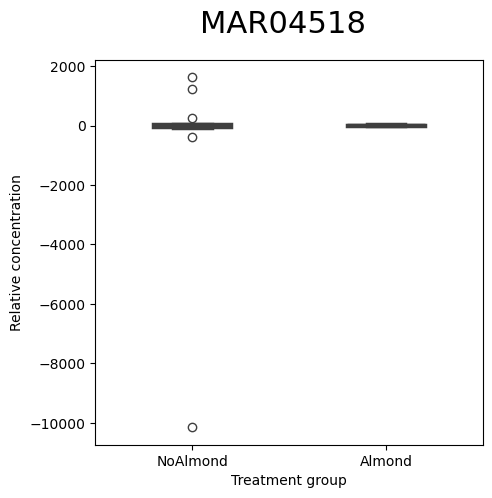 MAR04518
2000
0
−2000
−4000
−6000
−8000
−10000
Relative concentration
NoAlmond
Almond
Treatment group